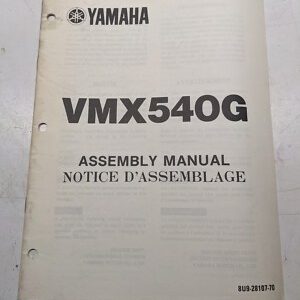 YAMAHA
VMX540G
ASSEMBLY MANUAL
NOTICE D'ASSEMBLAGE
8U9-28107-70